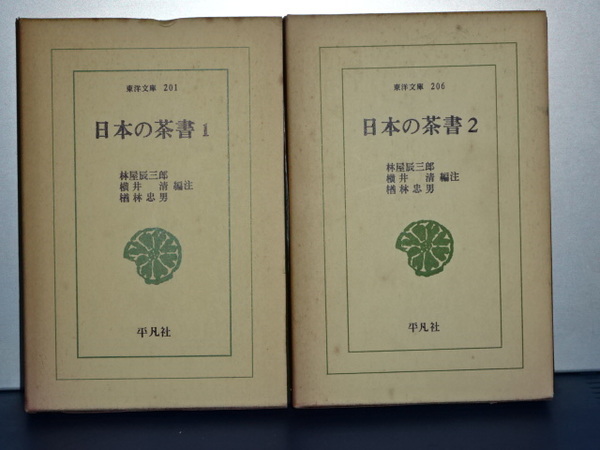 東洋文庫 201
日本の茶書 1
林屋辰三郎
横井 清 編注
楢林忠男
平凡社
東洋文庫 206
日本の茶書 2
林屋辰三郎
横井 清 編注
楢林忠男
平凡社